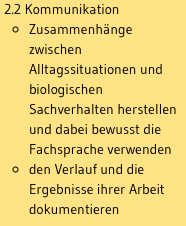 2.2 Kommunikation
Zusammenhänge
zwischen
Alltagssituationen und
biologischen
Sachverhalten herstellen
und dabei bewusst die
Fachsprache verwenden
den Verlauf und die
Ergebnisse ihrer Arbeit
dokumentieren